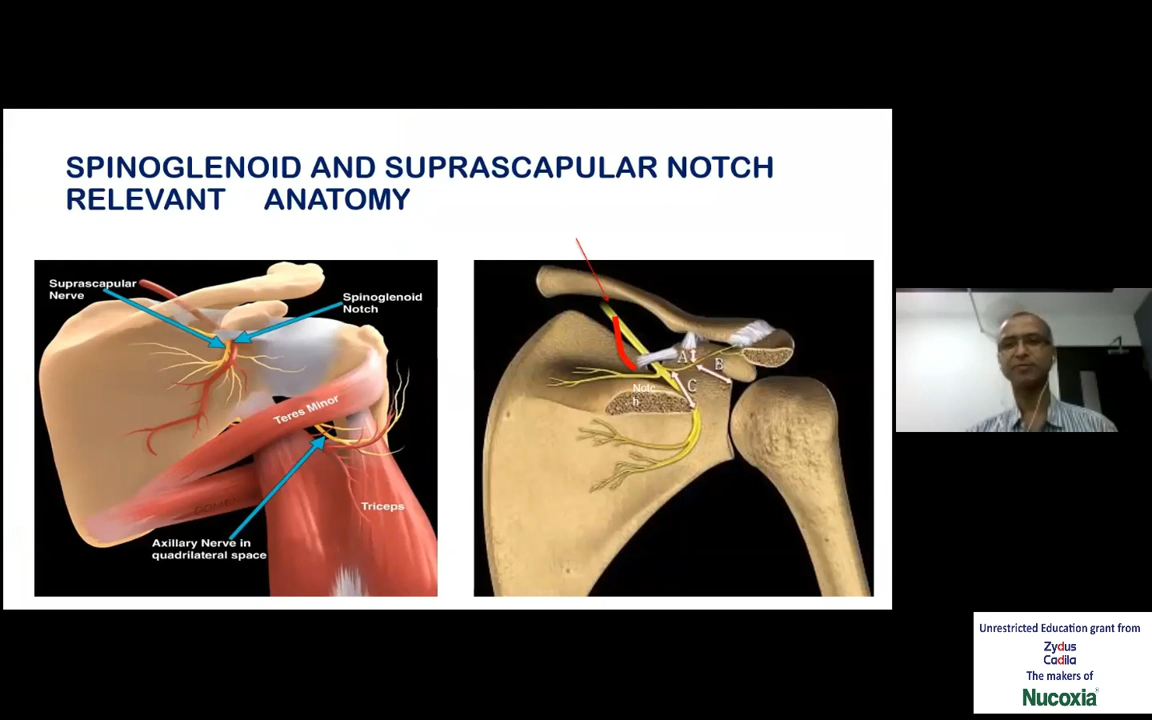 SPINOGLENOID AND SUPRASCAPULAR NOTCH
RELEVANT ANATOMY
Suprascapular
Nerve
Spinoglenoid
Notch
Teres Minor
Triceps
Axillary Nerve in
quadrilateral space
A
B
C
Notc
h
Unrestricted Education grant from
Zydus
Cadila
The makers of
Nucoxia